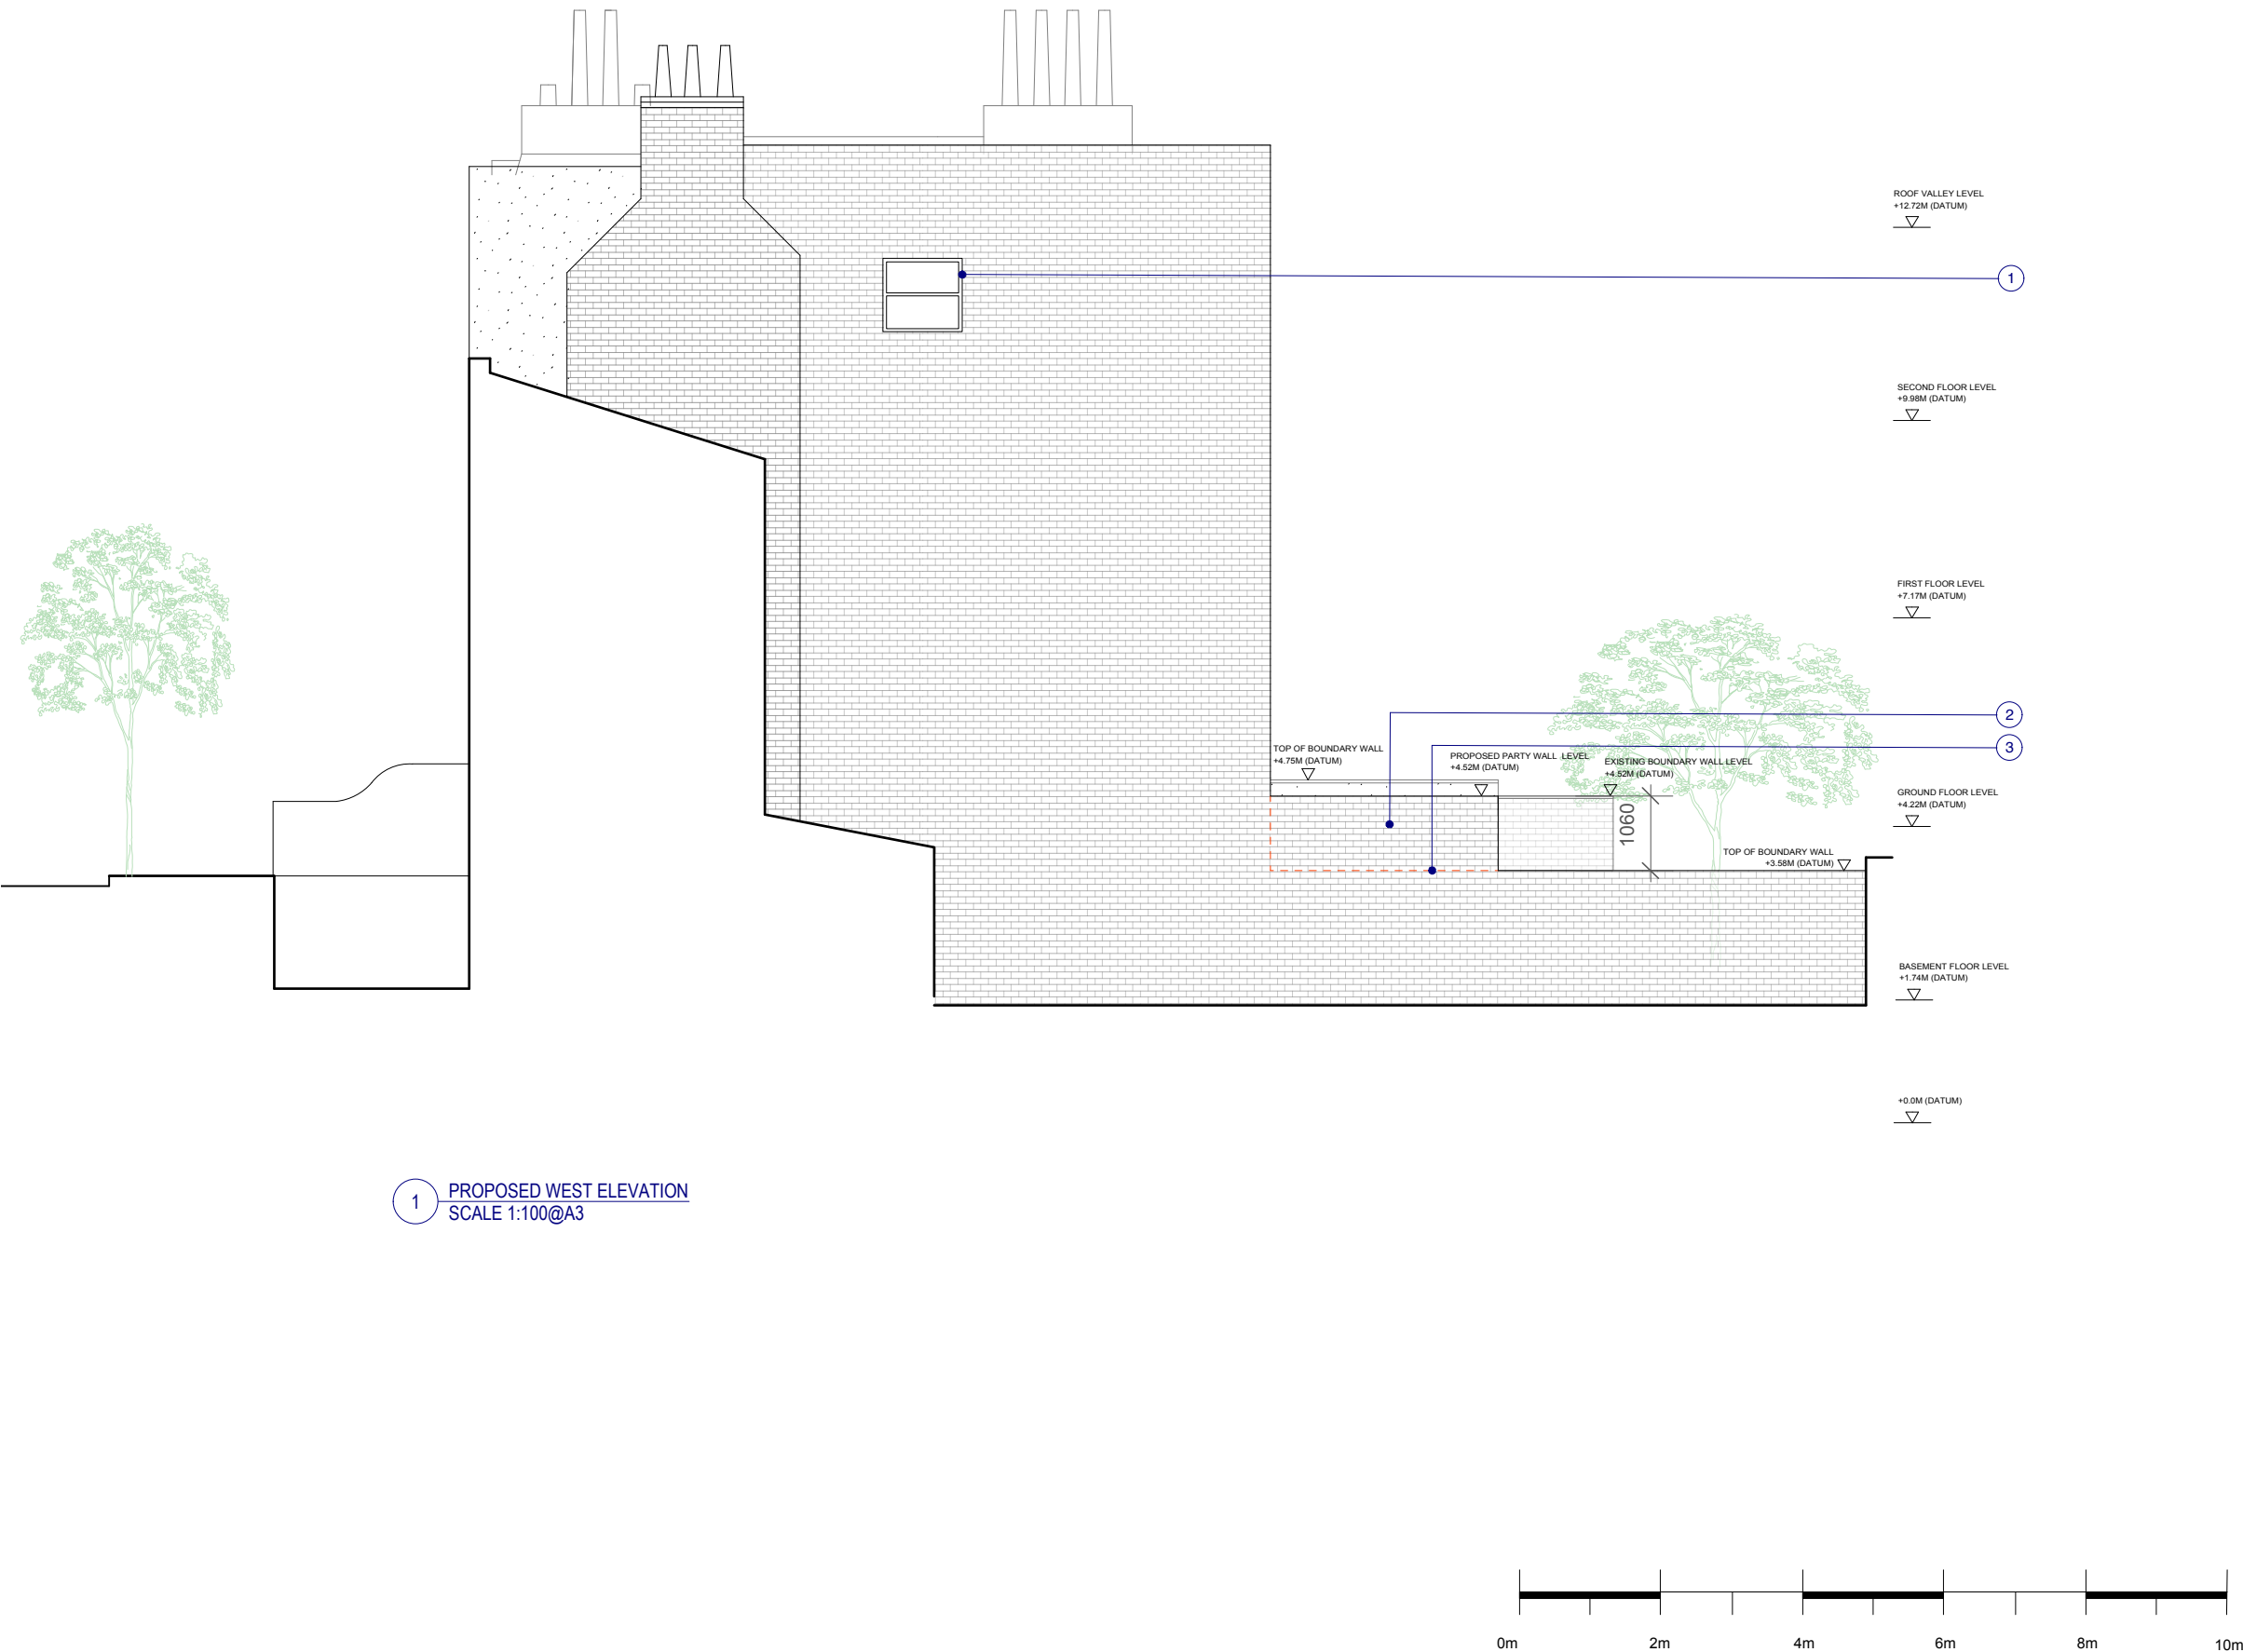 ROOF VALLEY LEVEL
+12.72M (DATUM)
1
SECOND FLOOR LEVEL
+9.98M (DATUM)
FIRST FLOOR LEVEL
+7.17M (DATUM)
2
3
TOP OF BOUNDARY WALL
+4.75M (DATUM)
PROPOSED PARTY WALL LEVEL
+4.52M (DATUM)
EXISTING BOUNDARY WALL LEVEL
+4.52M (DATUM)
GROUND FLOOR LEVEL
+4.22M (DATUM)
1060
TOP OF BOUNDARY WALL
+3.58M (DATUM)
BASEMENT FLOOR LEVEL
+1.74M (DATUM)
+0.0M (DATUM)
1
PROPOSED WEST ELEVATION
SCALE 1:100@A3
0m 2m 4m 6m 8m 10m